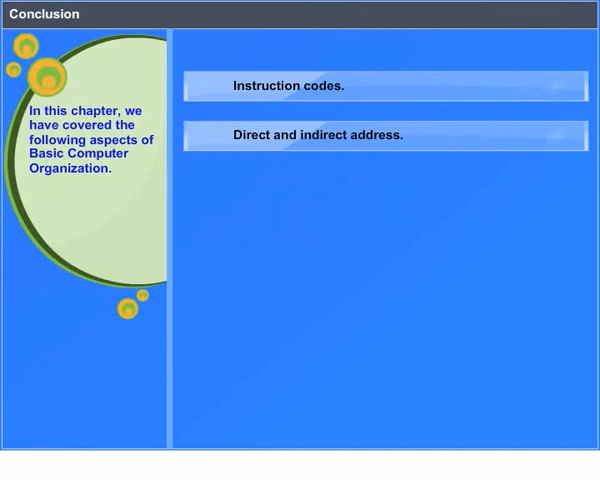 Conclusion
In this chapter, we
have covered the
following aspects of
Basic Computer
Organization.
Instruction codes.
Direct and indirect address.